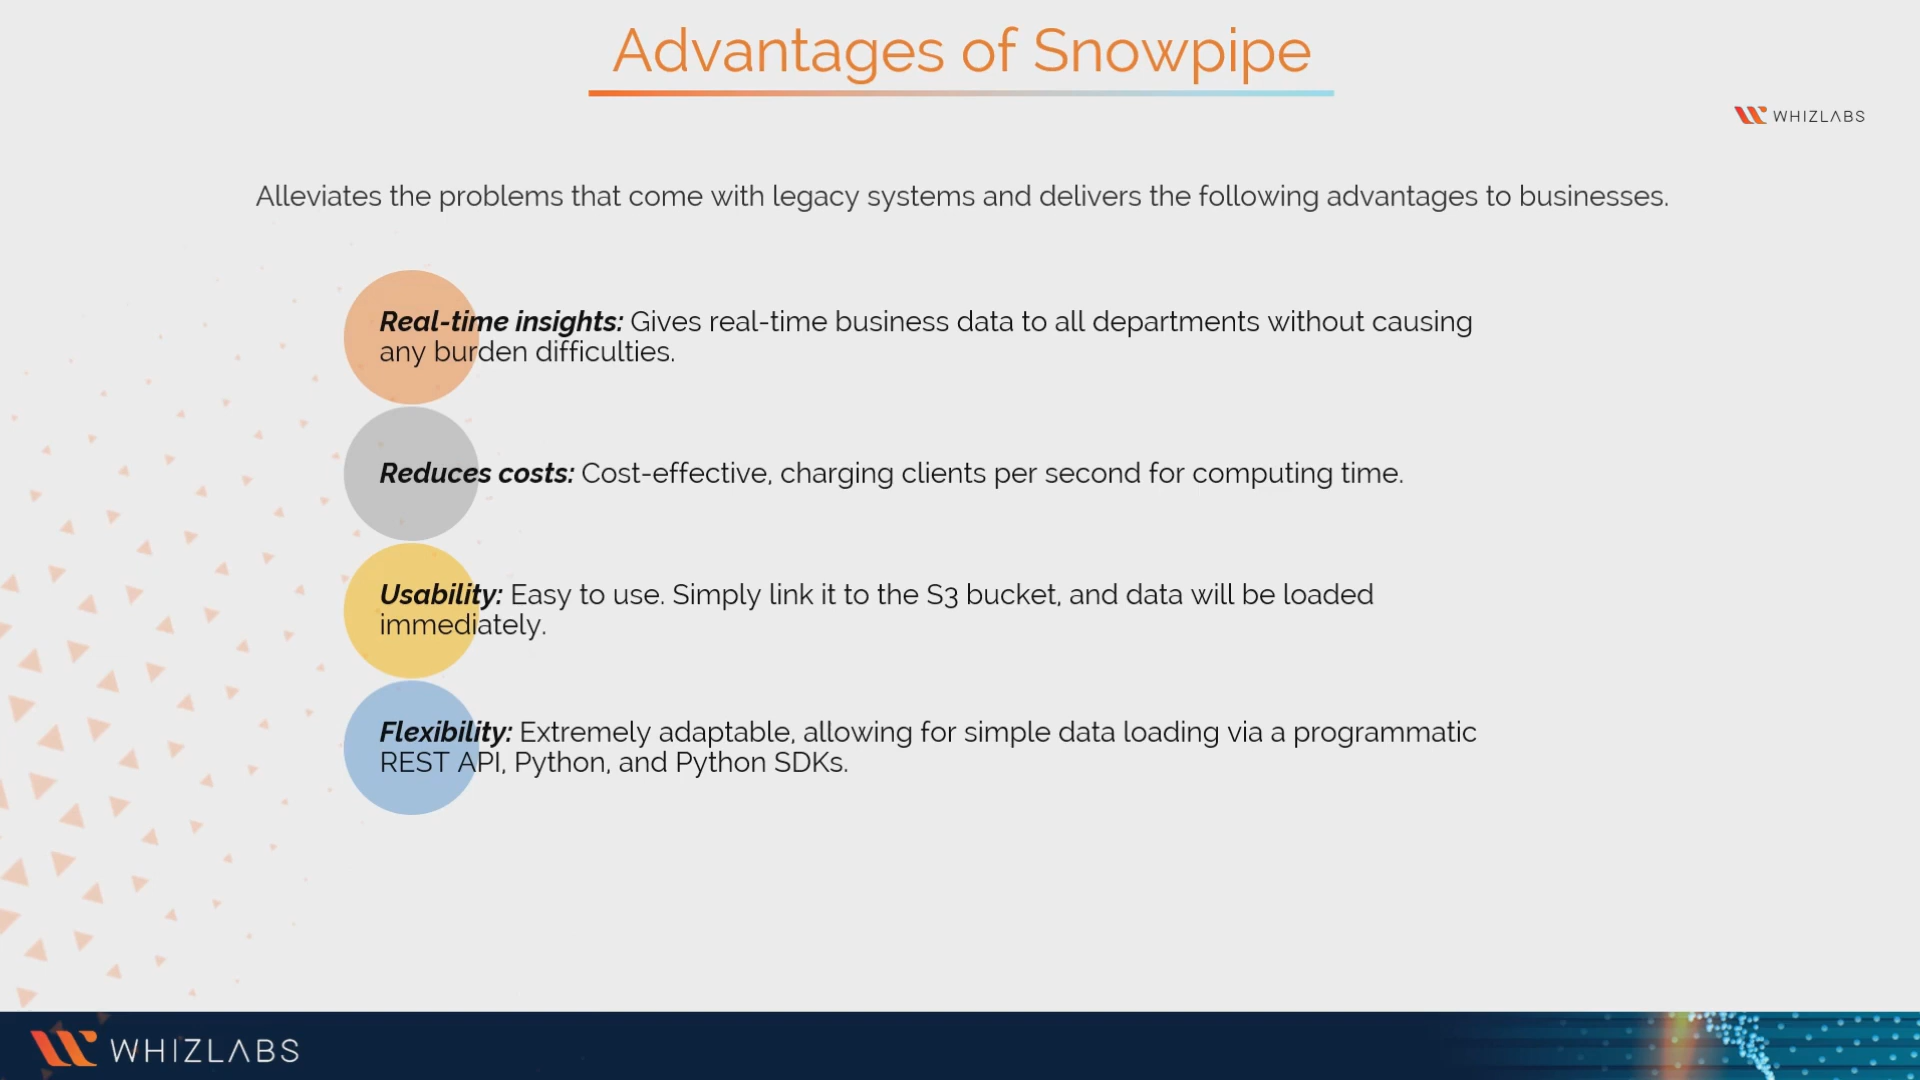 Advantages of Snowpipe
WHIZLABS
Alleviates the problems that come with legacy systems and delivers the following advantages to businesses.
Real-time insights: Gives real-time business data to all departments without causing
any burden difficulties.
Reduces costs: Cost-effective, charging clients per second for computing time.
Usability: Easy to use. Simply link it to the S3 bucket, and data will be loaded
immediately.
Flexibility: Extremely adaptable, allowing for simple data loading via a programmatic
REST API, Python, and Python SDKs.
WHIZLABS